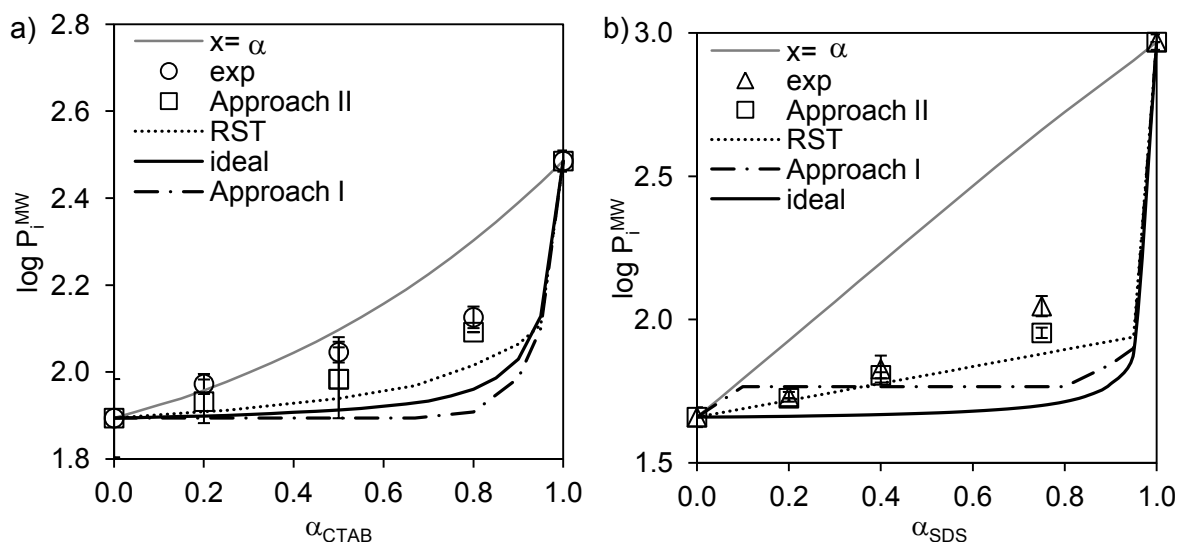 a)
2.8
2.6
2.4
2.2
2.0
1.8
log P_i^MW
x= α
exp
Approach II
RST
ideal
Approach I
0.0 0.2 0.4 0.6 0.8 1.0
α_CTAB
b)
3.0
2.5
2.0
1.5
log P_i^MW
x= α
exp
Approach II
RST
Approach I
ideal
0.0 0.2 0.4 0.6 0.8 1.0
α_SDS